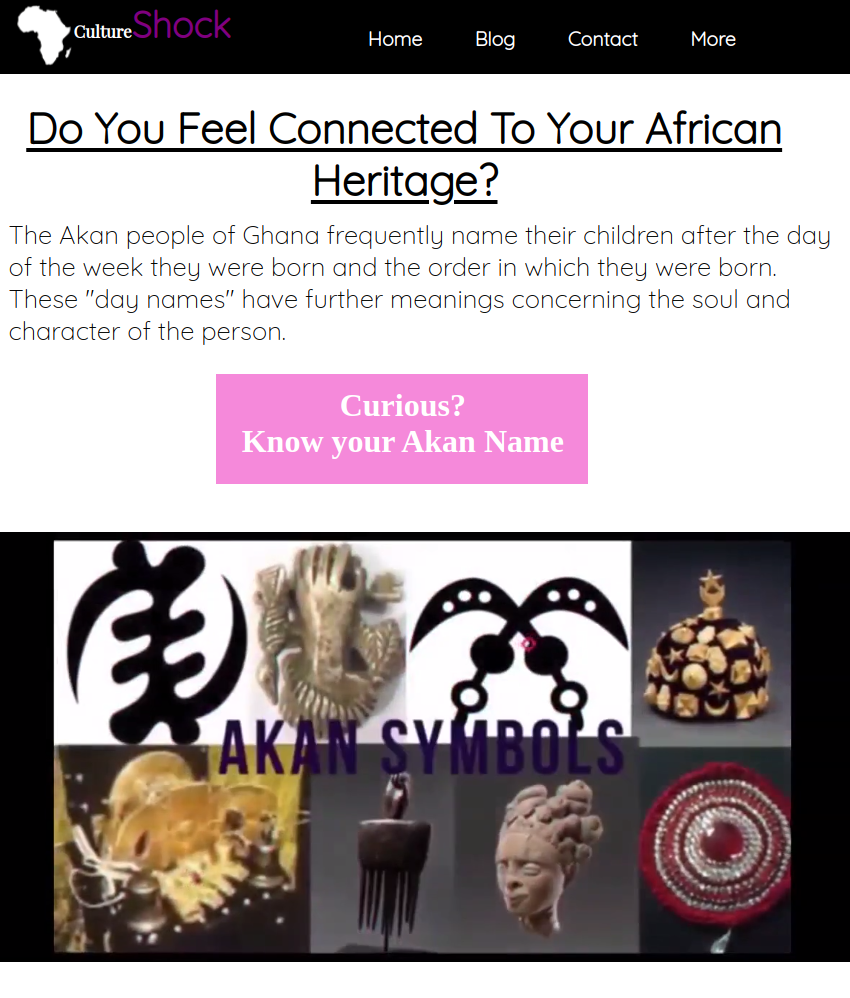 CultureShock
Home Blog Contact More
Do You Feel Connected To Your African
Heritage?
The Akan people of Ghana frequently name their children after the day
of the week they were born and the order in which they were born.
These "day names" have further meanings concerning the soul and
character of the person.
Curious?
Know your Akan Name
AKAN SYMBOLS